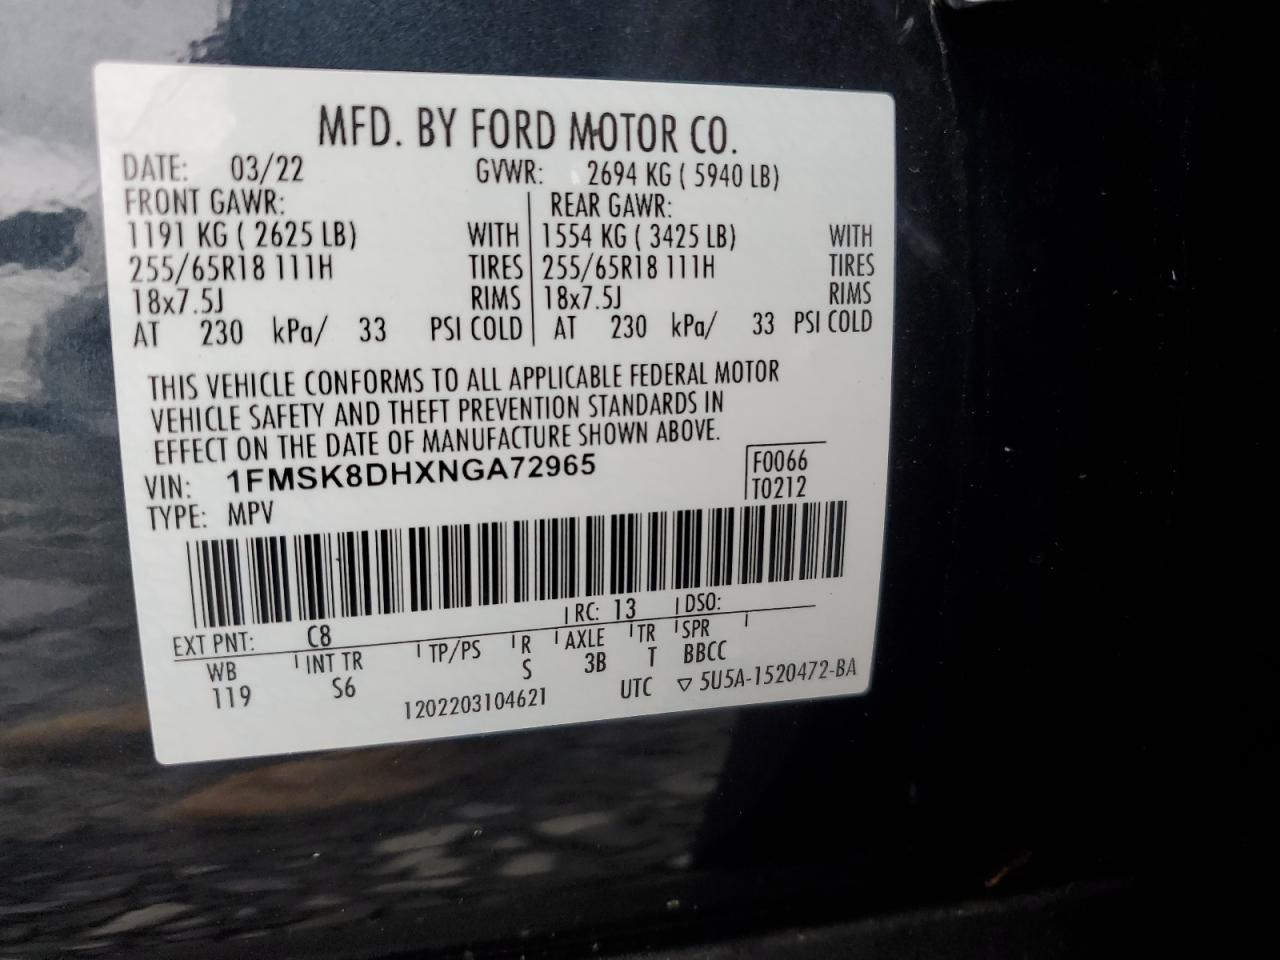 MFD. BY FORD MOTOR CO.
DATE: 03/22 GVWR: 2694 KG ( 5940 LB)
FRONT GAWR: REAR GAWR:
1191 KG ( 2625 LB) WITH 1554 KG ( 3425 LB) WITH
255/65R18 111H TIRES 255/65R18 111H TIRES
18x7.5J RIMS 18x7.5J RIMS
AT 230 kPa/ 33 PSI COLD AT 230 kPa/ 33 PSI COLD
THIS VEHICLE CONFORMS TO ALL APPLICABLE FEDERAL MOTOR
VEHICLE SAFETY AND THEFT PREVENTION STANDARDS IN
EFFECT ON THE DATE OF MANUFACTURE SHOWN ABOVE.
VIN: 1FMSK8DHXNGA72965 F0066
TYPE: MPV T0212
EXT PNT: C8 RC: 13 DSO:
WB INT TR TP/PS R AXLE TR SPR
119 S6 S 3B T BBCC
1202203104621 UTC ▽ 5U5A-1520472-BA